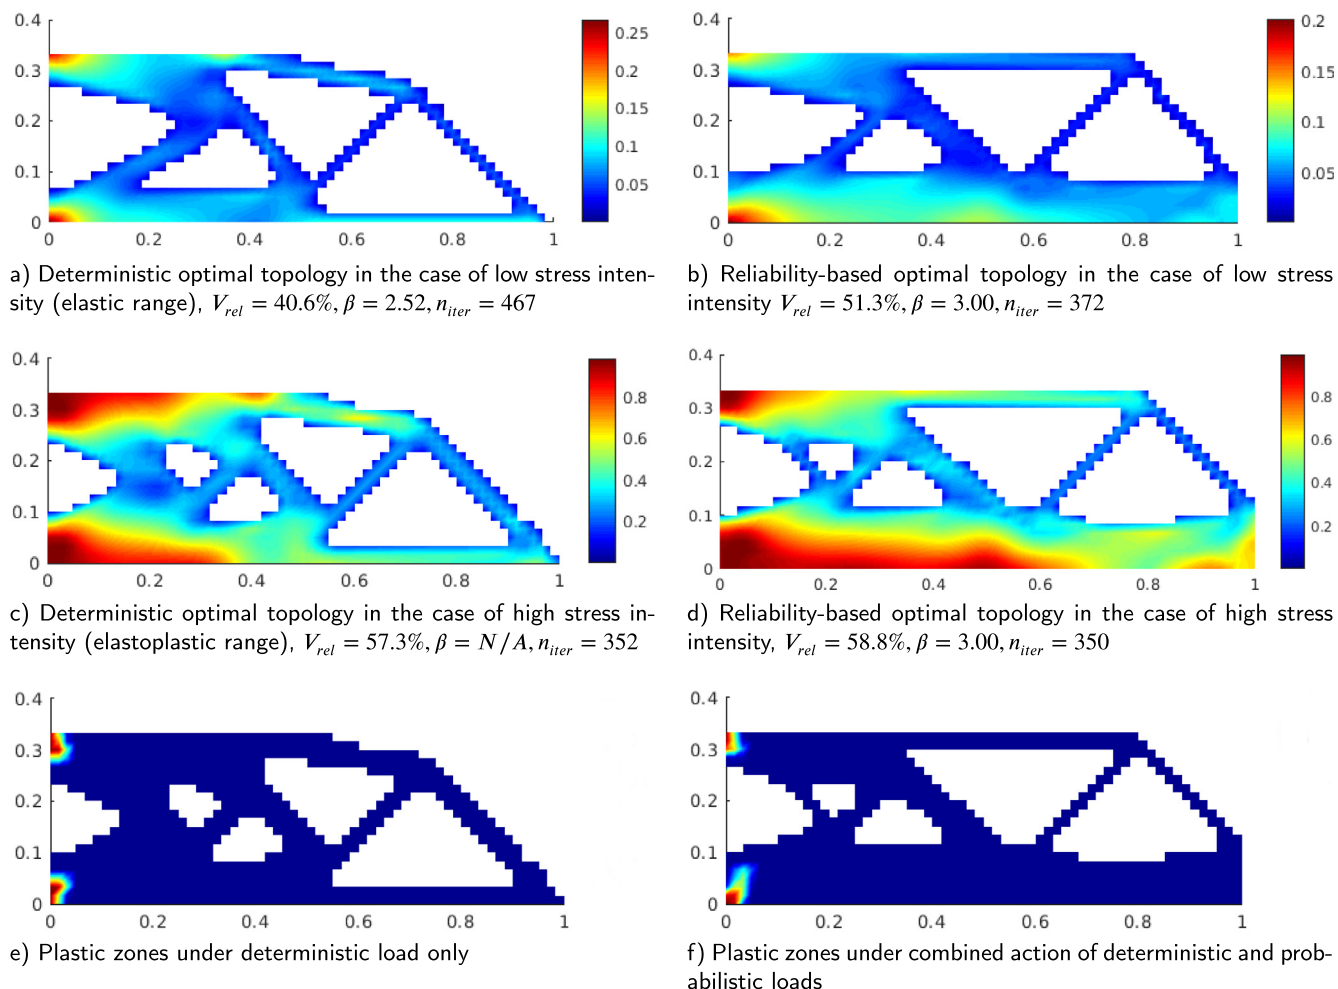 0.4
0.3
0.2
0.1
0
0 0.2 0.4 0.6 0.8 1
0.25
0.2
0.15
0.1
0.05
a) Deterministic optimal topology in the case of low stress inten-
sity (elastic range), V_rel = 40.6%, β = 2.52, n_iter = 467
0.4
0.3
0.2
0.1
0
0 0.2 0.4 0.6 0.8 1
0.2
0.15
0.1
0.05
b) Reliability-based optimal topology in the case of low stress
intensity V_rel = 51.3%, β = 3.00, n_iter = 372
0.4
0.3
0.2
0.1
0
0 0.2 0.4 0.6 0.8 1
0.8
0.6
0.4
0.2
c) Deterministic optimal topology in the case of high stress in-
tensity (elastoplastic range), V_rel = 57.3%, β = N/A, n_iter = 352
0.4
0.3
0.2
0.1
0
0 0.2 0.4 0.6 0.8 1
0.8
0.6
0.4
0.2
d) Reliability-based optimal topology in the case of high stress
intensity, V_rel = 58.8%, β = 3.00, n_iter = 350
0.4
0.3
0.2
0.1
0
0 0.2 0.4 0.6 0.8 1
e) Plastic zones under deterministic load only
0.4
0.3
0.2
0.1
0
0 0.2 0.4 0.6 0.8 1
f) Plastic zones under combined action of deterministic and prob-
abilistic loads